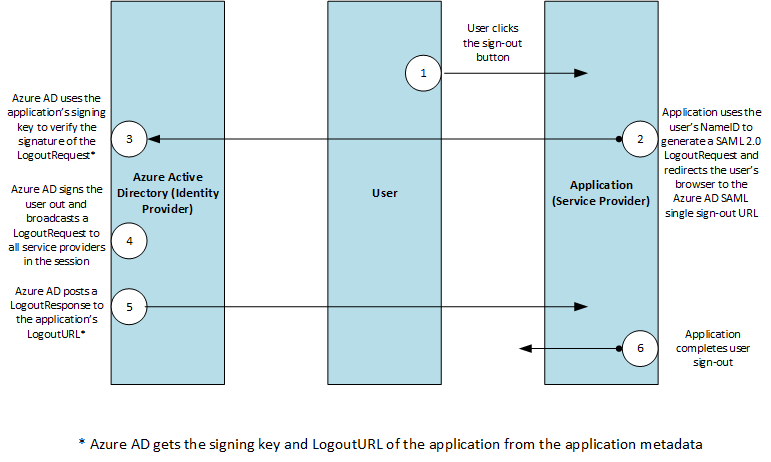 User clicks
the sign-out
button
1
Azure AD uses the
application's signing
key to verify the
signature of the
LogoutRequest*
3
2
Application uses the
user's NameID to
generate a SAML 2.0
LogoutRequest and
redirects the user's
browser to the
Azure AD SAML
single sign-out URL
Azure Active
Directory (Identity
Provider)
User
Application
(Service Provider)
Azure AD signs the
user out and
broadcasts a
LogoutRequest to
all service providers
in the session
4
Azure AD posts a
LogoutResponse to
the application's
LogoutURL*
5
6
Application
completes user
sign-out
* Azure AD gets the signing key and LogoutURL of the application from the application metadata